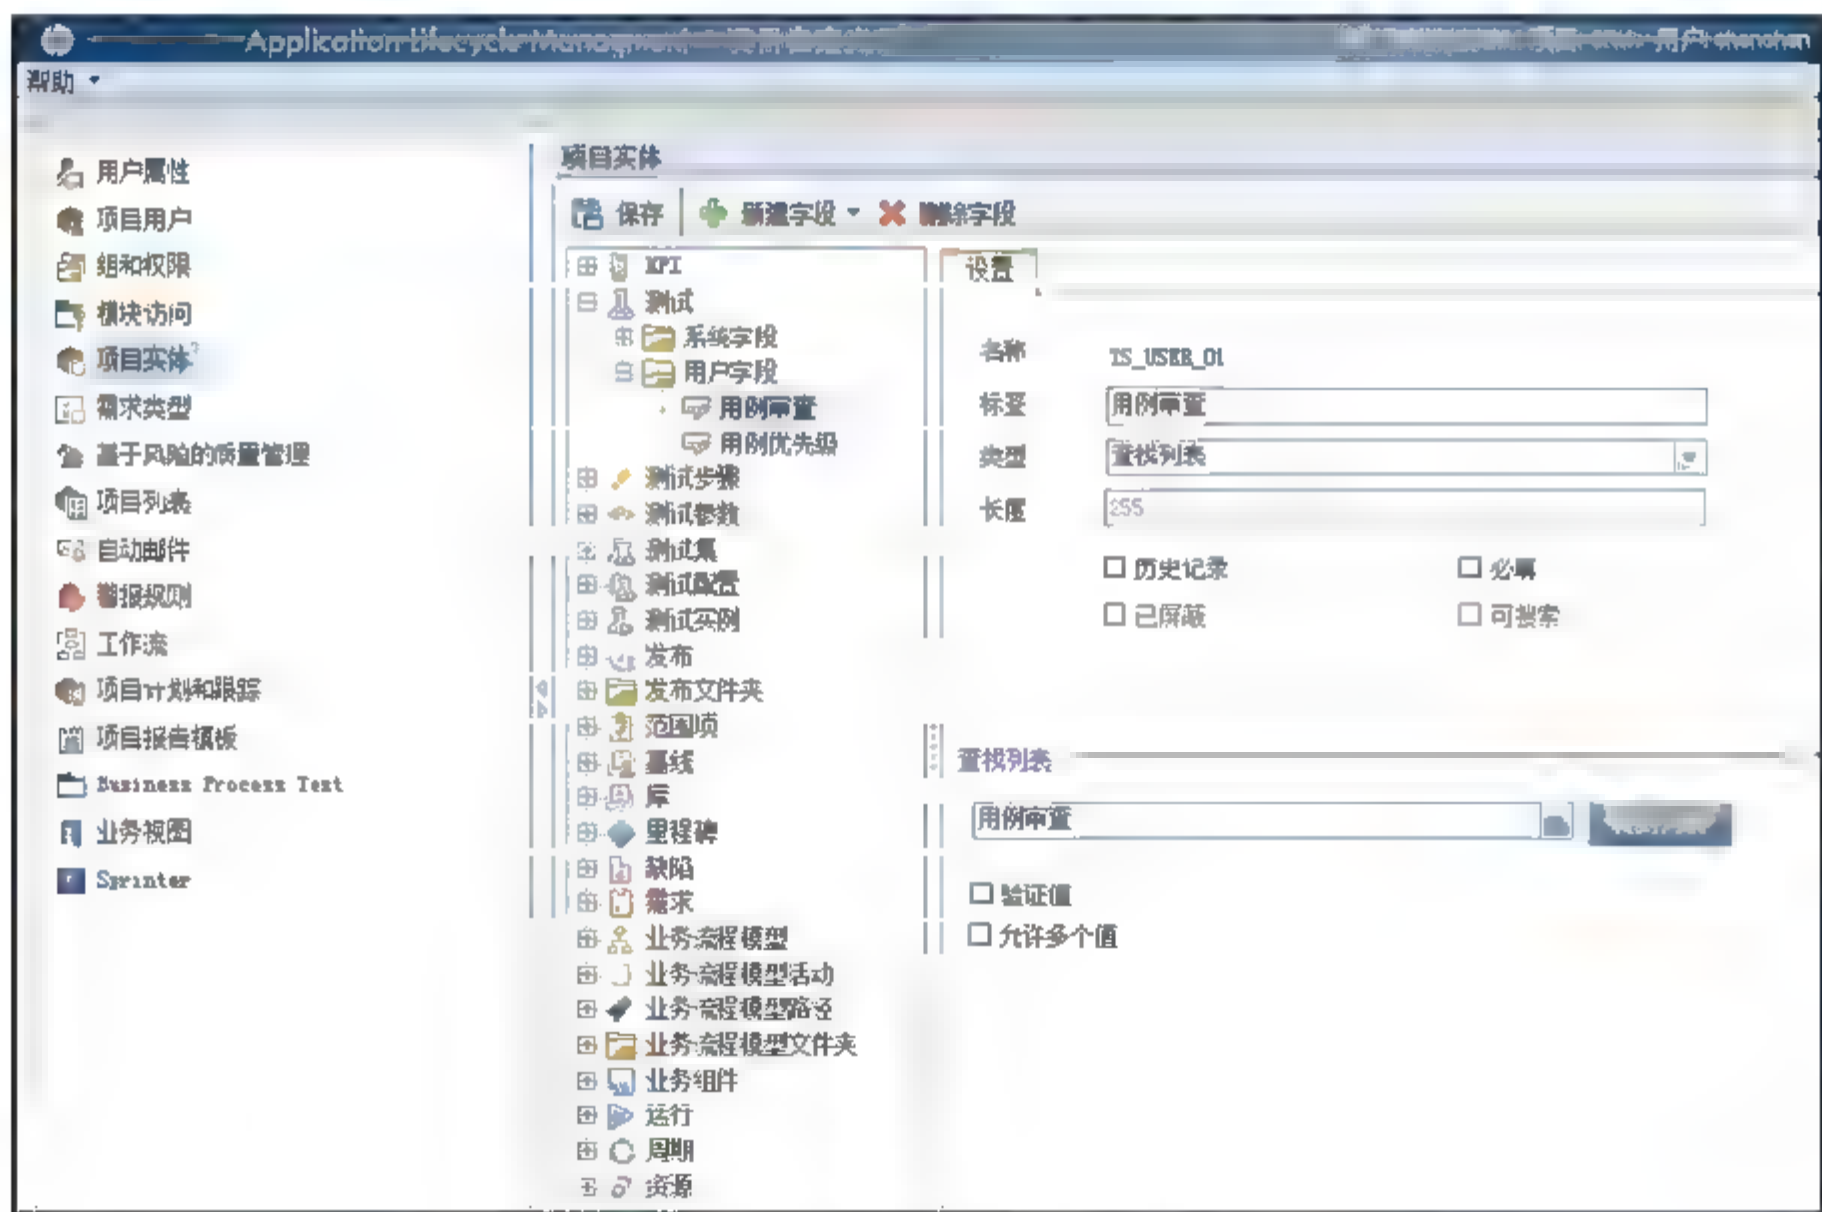 Application Lifecycle Management
用户
帮助
用户属性
项目用户
组和权限
模块访问
项目实体
需求类型
基于风险的质量管理
项目列表
自动邮件
警报规则
工作流
项目计划和跟踪
项目报告模板
Business Process Test
业务视图
Sprinter
项目实体
保存 新建字段 删除字段
KPI
测试
系统字段
用户字段
用例审查
用例优先级
测试步骤
测试参数
测试集
测试配置
测试实例
发布
发布文件夹
范围项
基线
库
里程碑
缺陷
需求
业务流程模型
业务流程模型活动
业务流程模型路径
业务流程模型文件夹
业务组件
运行
周期
资源
设置
名称 TS_USER_01
标签 用例审查
类型 查找列表
长度 255
历史记录 必填
已屏蔽 可搜索
查找列表
用例审查
验证值
允许多个值